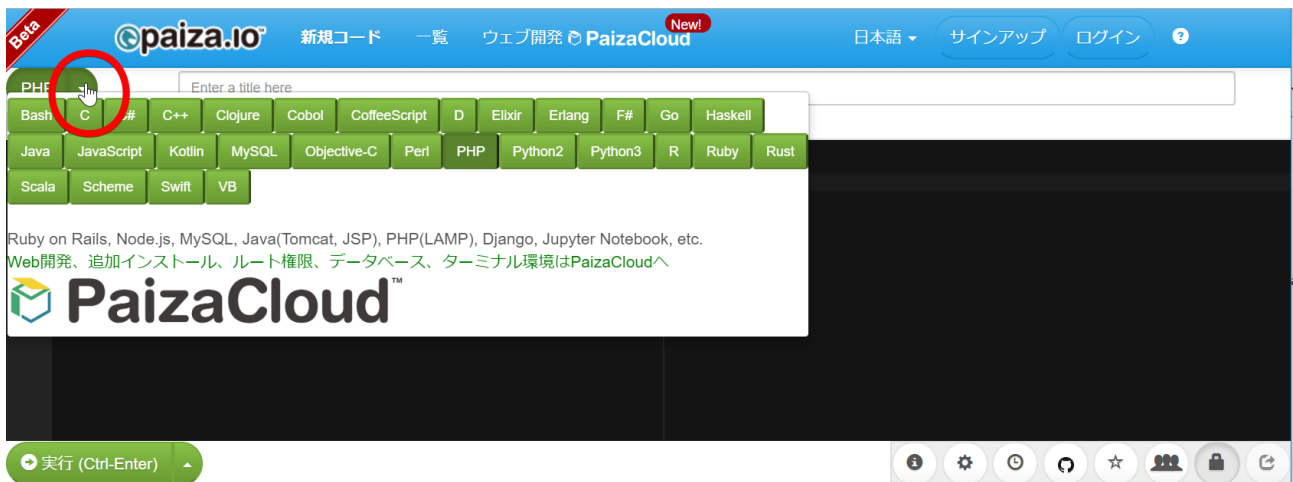 Beta
paiza.IO
新規コード 一覧 ウェブ開発 PaizaCloud New!
日本語 サインアップ ログイン ?
PHP
Enter a title here
Bash C C# C++ Clojure Cobol CoffeeScript D Elixir Erlang F# Go Haskell
Java JavaScript Kotlin MySQL Objective-C Perl PHP Python2 Python3 R Ruby Rust
Scala Scheme Swift VB
Ruby on Rails, Node.js, MySQL, Java(Tomcat, JSP), PHP(LAMP), Django, Jupyter Notebook, etc.
Web開発、追加インストール、ルート権限、データベース、ターミナル環境はPaizaCloudへ
PaizaCloud™
実行 (Ctrl-Enter)